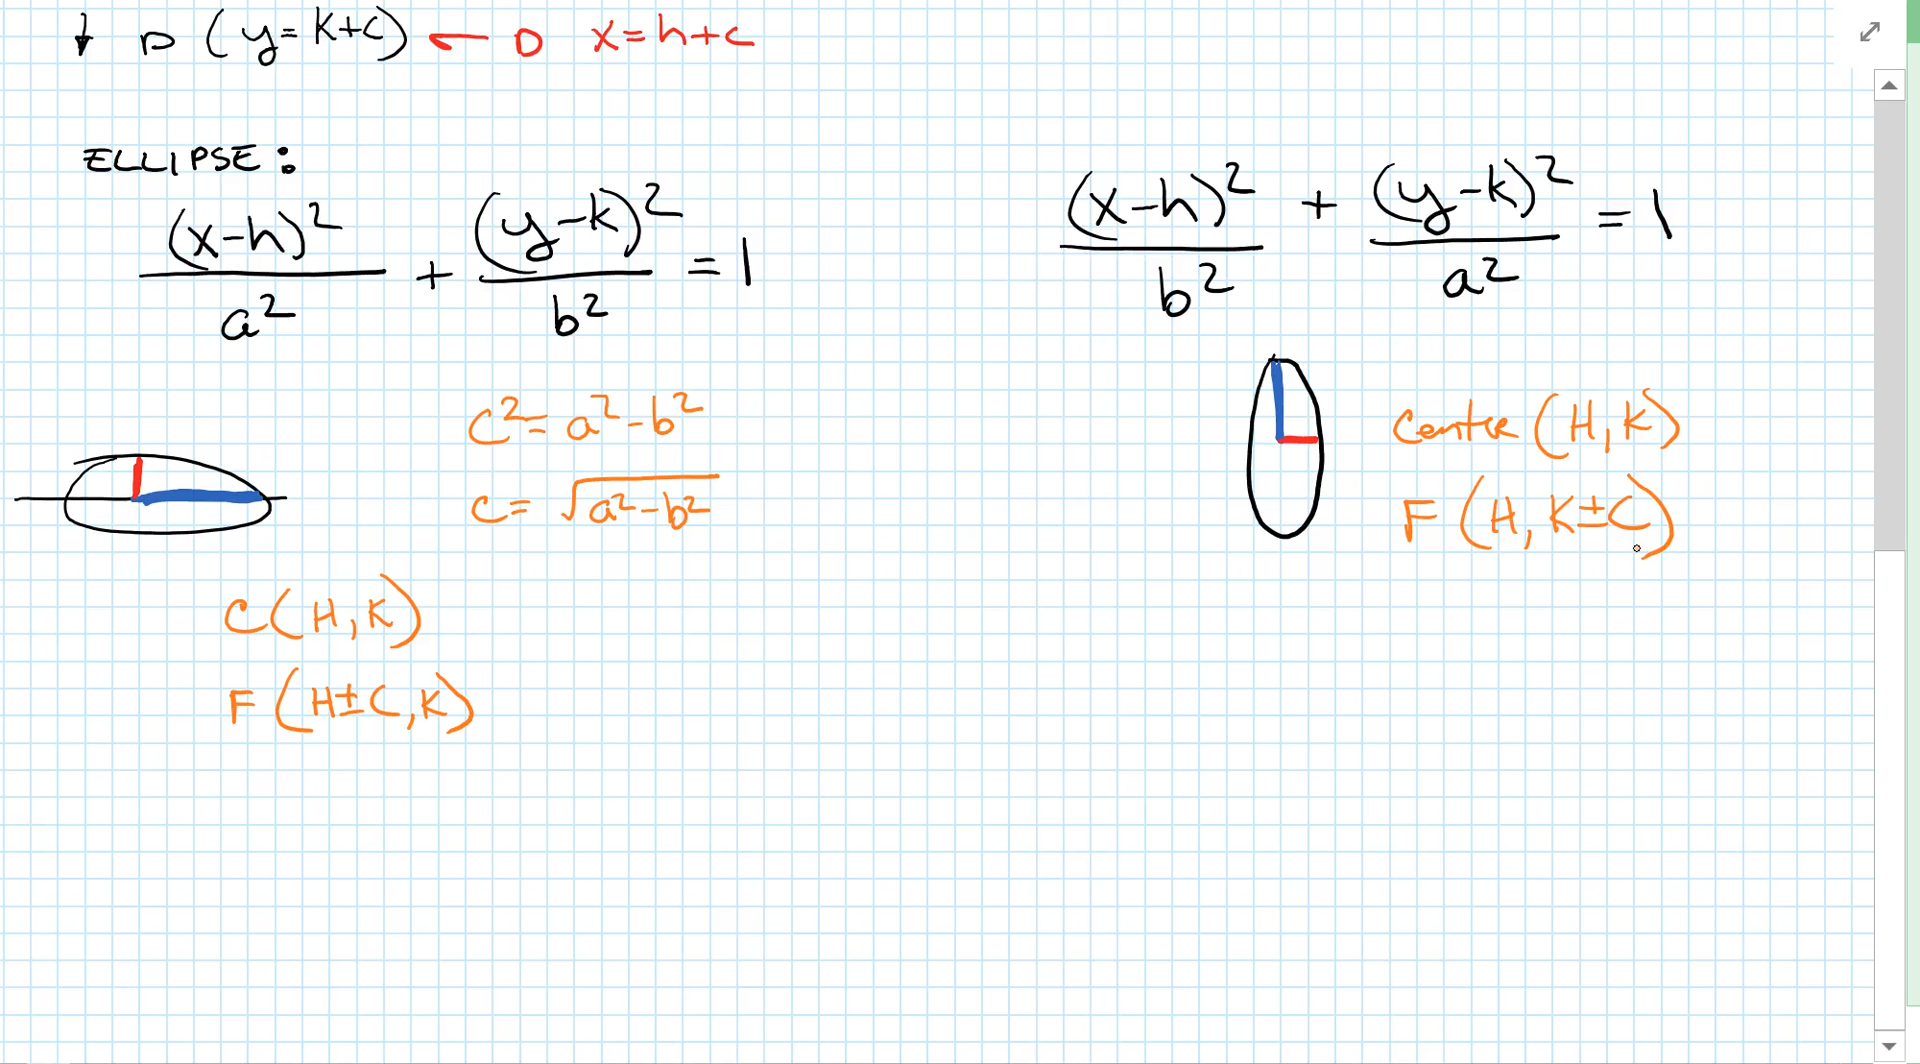 ↓ D (y=K+C) ← D x=h+c
ELLIPSE:
(x-h)²/a² + (y-k)²/b² = 1
(x-h)²/b² + (y-k)²/a² = 1
C²= a²-b²
C= √(a²-b²)
C(H,K)
F(H±C,K)
Center (H,K)
F(H,K±C)